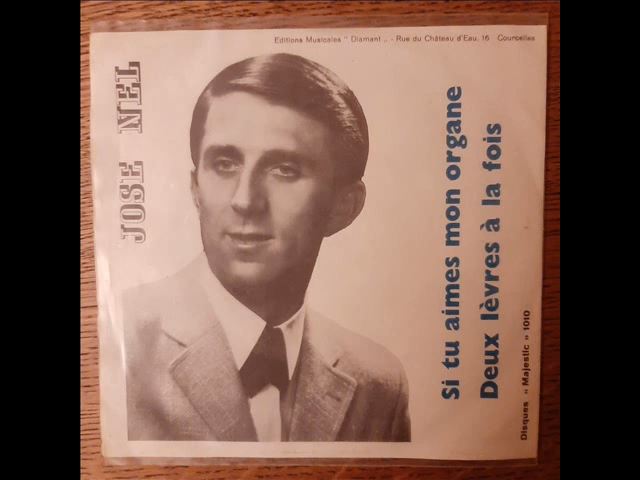 Editions Musicales " Diamant „ - Rue du Château d'Eau, 16 Courcelles
JOSE NEL
Si tu aimes mon organe
Deux lèvres à la fois
Disques „ Majestic " 1010